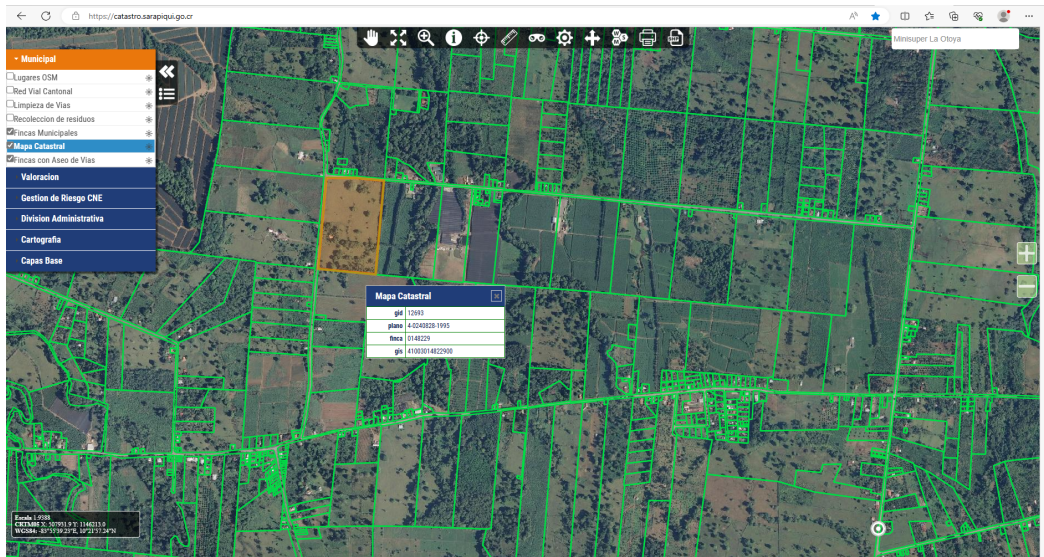 https://catastro.sarapiqui.go.cr
Minisuper La Otoya
Municipal
Lugares OSM
Red Vial Cantonal
Limpieza de Vias
Recoleccion de residuos
Fincas Municipales
Mapa Catastral
Fincas con Aseo de Vias
Valoracion
Gestion de Riesgo CNE
Division Administrativa
Cartografia
Capas Base
Mapa Catastral
gid 12693
plano 4-0240828-1995
finca 0148229
gis 41003014822900
Escala 1:9388
CRTM05 X: 507931.9 Y: 1146213.0
WGS84: -83°55'39.23"E, 10°21'57.24"N